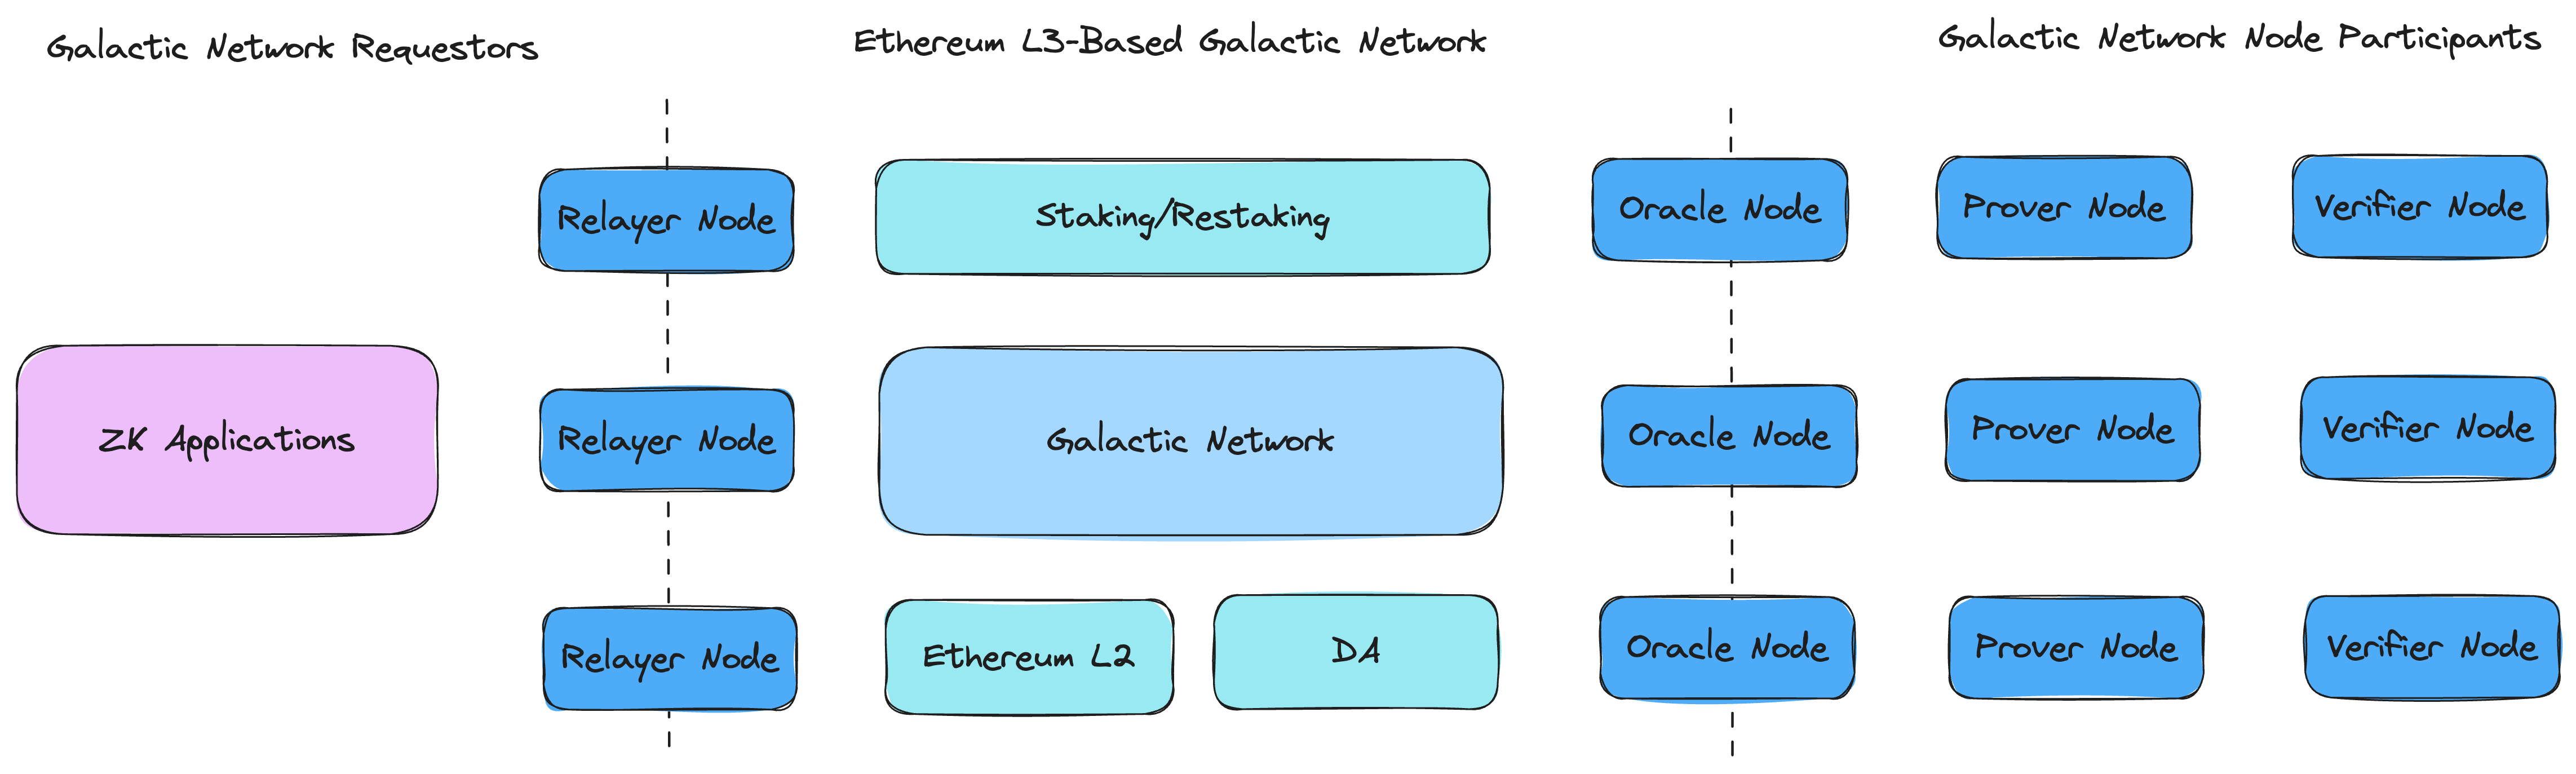 Galactic Network Requestors
Ethereum L3-Based Galactic Network
Galactic Network Node Participants
Relayer Node
Staking/Restaking
Oracle Node
Prover Node
Verifier Node
ZK Applications
Relayer Node
Galactic Network
Oracle Node
Prover Node
Verifier Node
Relayer Node
Ethereum L2
DA
Oracle Node
Prover Node
Verifier Node